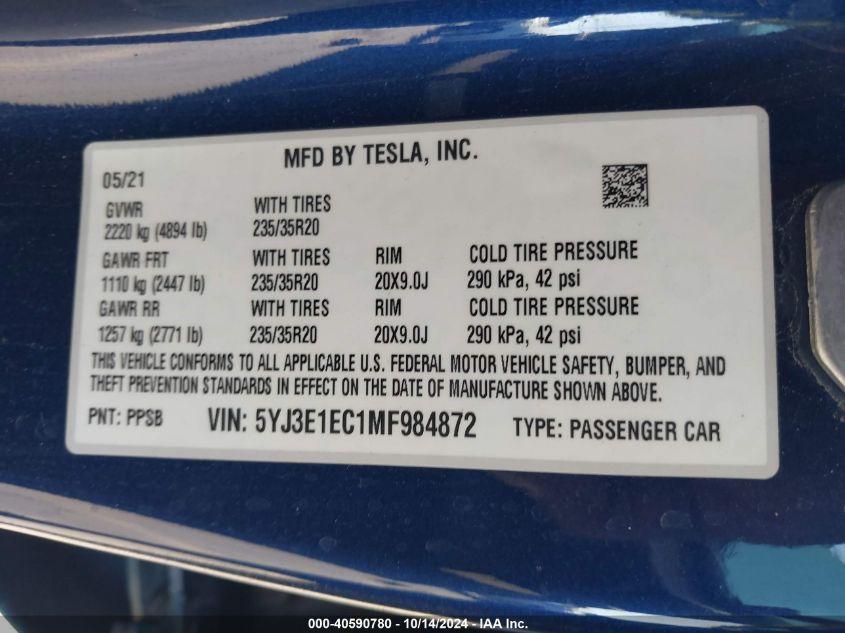 MFD BY TESLA, INC.
05/21
GVWR WITH TIRES
2220 kg (4894 lb) 235/35R20
GAWR FRT WITH TIRES RIM COLD TIRE PRESSURE
1110 kg (2447 lb) 235/35R20 20X9.0J 290 kPa, 42 psi
GAWR RR WITH TIRES RIM COLD TIRE PRESSURE
1257 kg (2771 lb) 235/35R20 20X9.0J 290 kPa, 42 psi
THIS VEHICLE CONFORMS TO ALL APPLICABLE U.S. FEDERAL MOTOR VEHICLE SAFETY, BUMPER, AND
THEFT PREVENTION STANDARDS IN EFFECT ON THE DATE OF MANUFACTURE SHOWN ABOVE.
PNT: PPSB VIN: 5YJ3E1EC1MF984872 TYPE: PASSENGER CAR
000-40590780 - 10/14/2024 - IAAI.COM